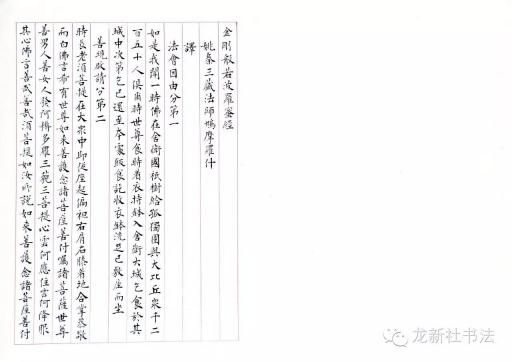 金剛般若波羅蜜經
姚秦三藏法師鳩摩羅什
譯
法會因由分第一
如是我聞一時佛在舍衛國祇樹給孤獨園與大比丘衆千二
百五十人俱爾時世尊食時着衣持鉢入舍衛大城乞食於其
城中次第乞已還至本處飯食訖收衣鉢洗足已敷座而坐
善現啟請分第二
時長老須菩提在大衆中即從座起偏袒右肩右膝着地合掌恭敬
而白佛言希有世尊如來善護念諸菩薩善付囑諸菩薩世尊
善男人善女人發阿耨多羅三藐三菩提心雲何應住雲何降服
其心佛言善哉善哉須菩提如汝所說如來善護念諸菩薩善付
龙新社书法